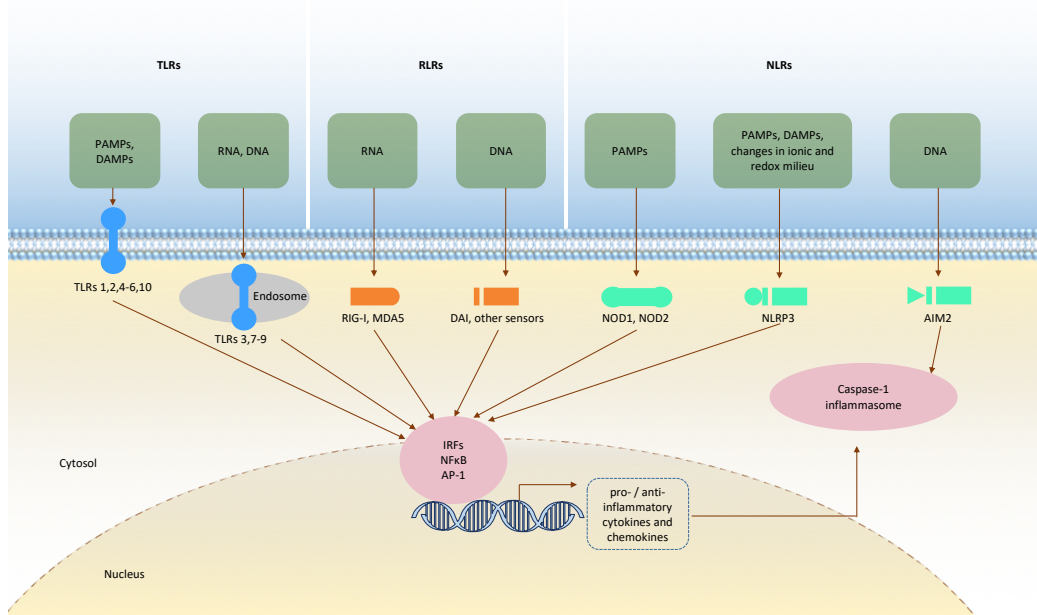 TLRs
RLRs
NLRs
PAMPs,
DAMPs
RNA, DNA
RNA
DNA
PAMPs
PAMPs, DAMPs,
changes in ionic and
redox milieu
DNA
TLRs 1,2,4-6,10
Endosome
TLRs 3,7-9
RIG-I, MDA5
DAI, other sensors
NOD1, NOD2
NLRP3
AIM2
Caspase-1
inflammasome
IRFs
NFκB
AP-1
Cytosol
pro- / anti-
inflammatory
cytokines and
chemokines
Nucleus